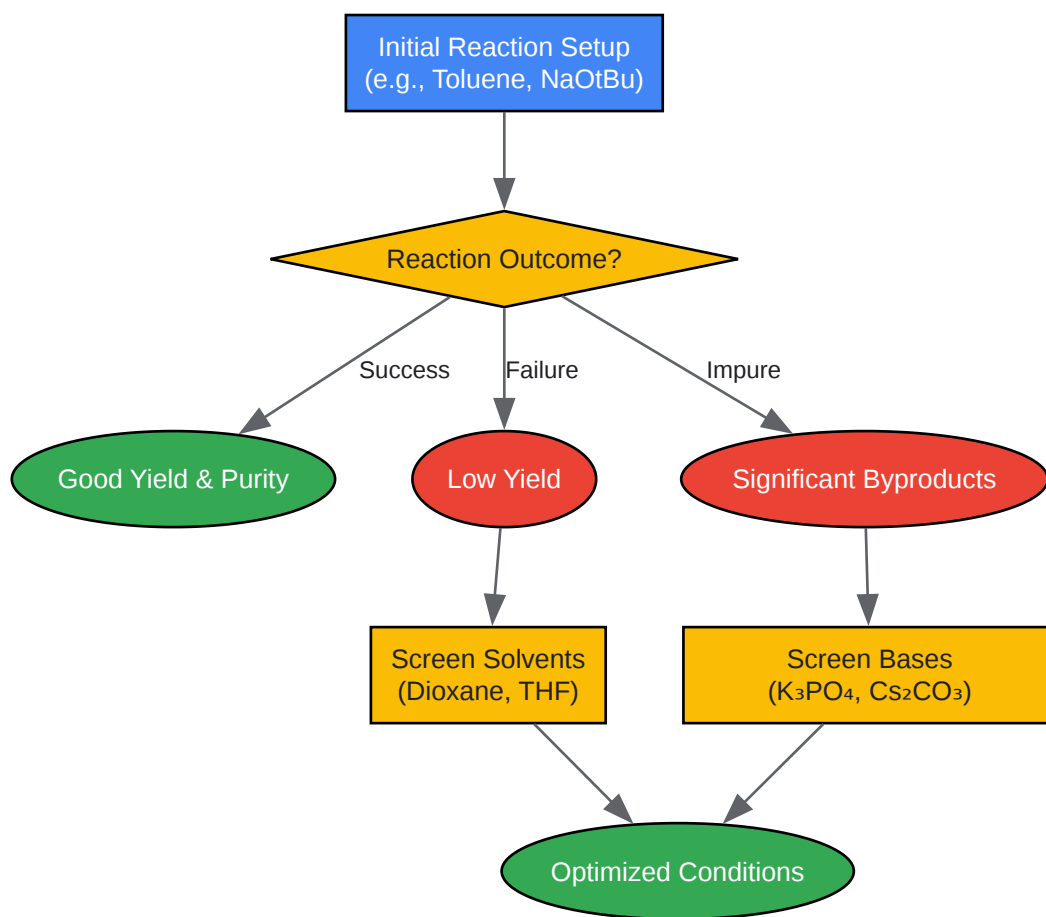 Initial Reaction Setup
(e.g., Toluene, NaOtBu)
Reaction Outcome?
Success
Failure
Impure
Good Yield & Purity
Low Yield
Significant Byproducts
Screen Solvents
(Dioxane, THF)
Screen Bases
(K₃PO₄, Cs₂CO₃)
Optimized Conditions